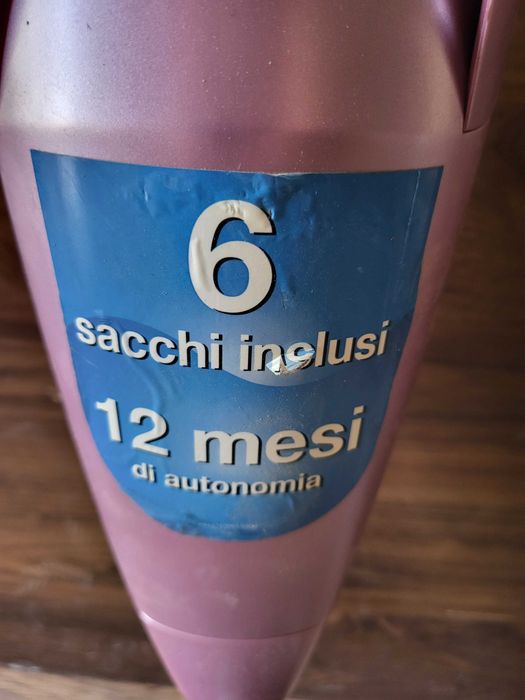 6
sacchi inclusi
12 mesi
di autonomia